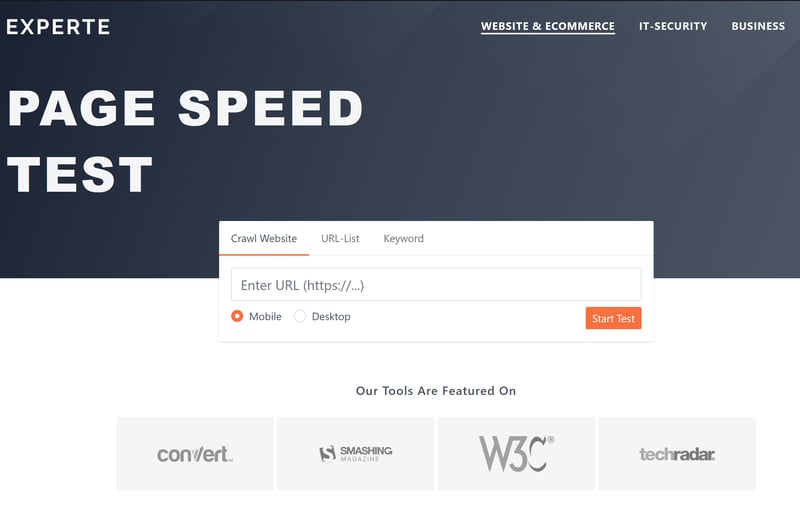 EXPERTE
WEBSITE & ECOMMERCE IT-SECURITY BUSINESS
PAGE SPEED
TEST
Crawl Website URL-List Keyword
Enter URL (https://...)
Mobile Desktop Start Test
Our Tools Are Featured On
convert™ SMASHING MAGAZINE W3C® techradar.